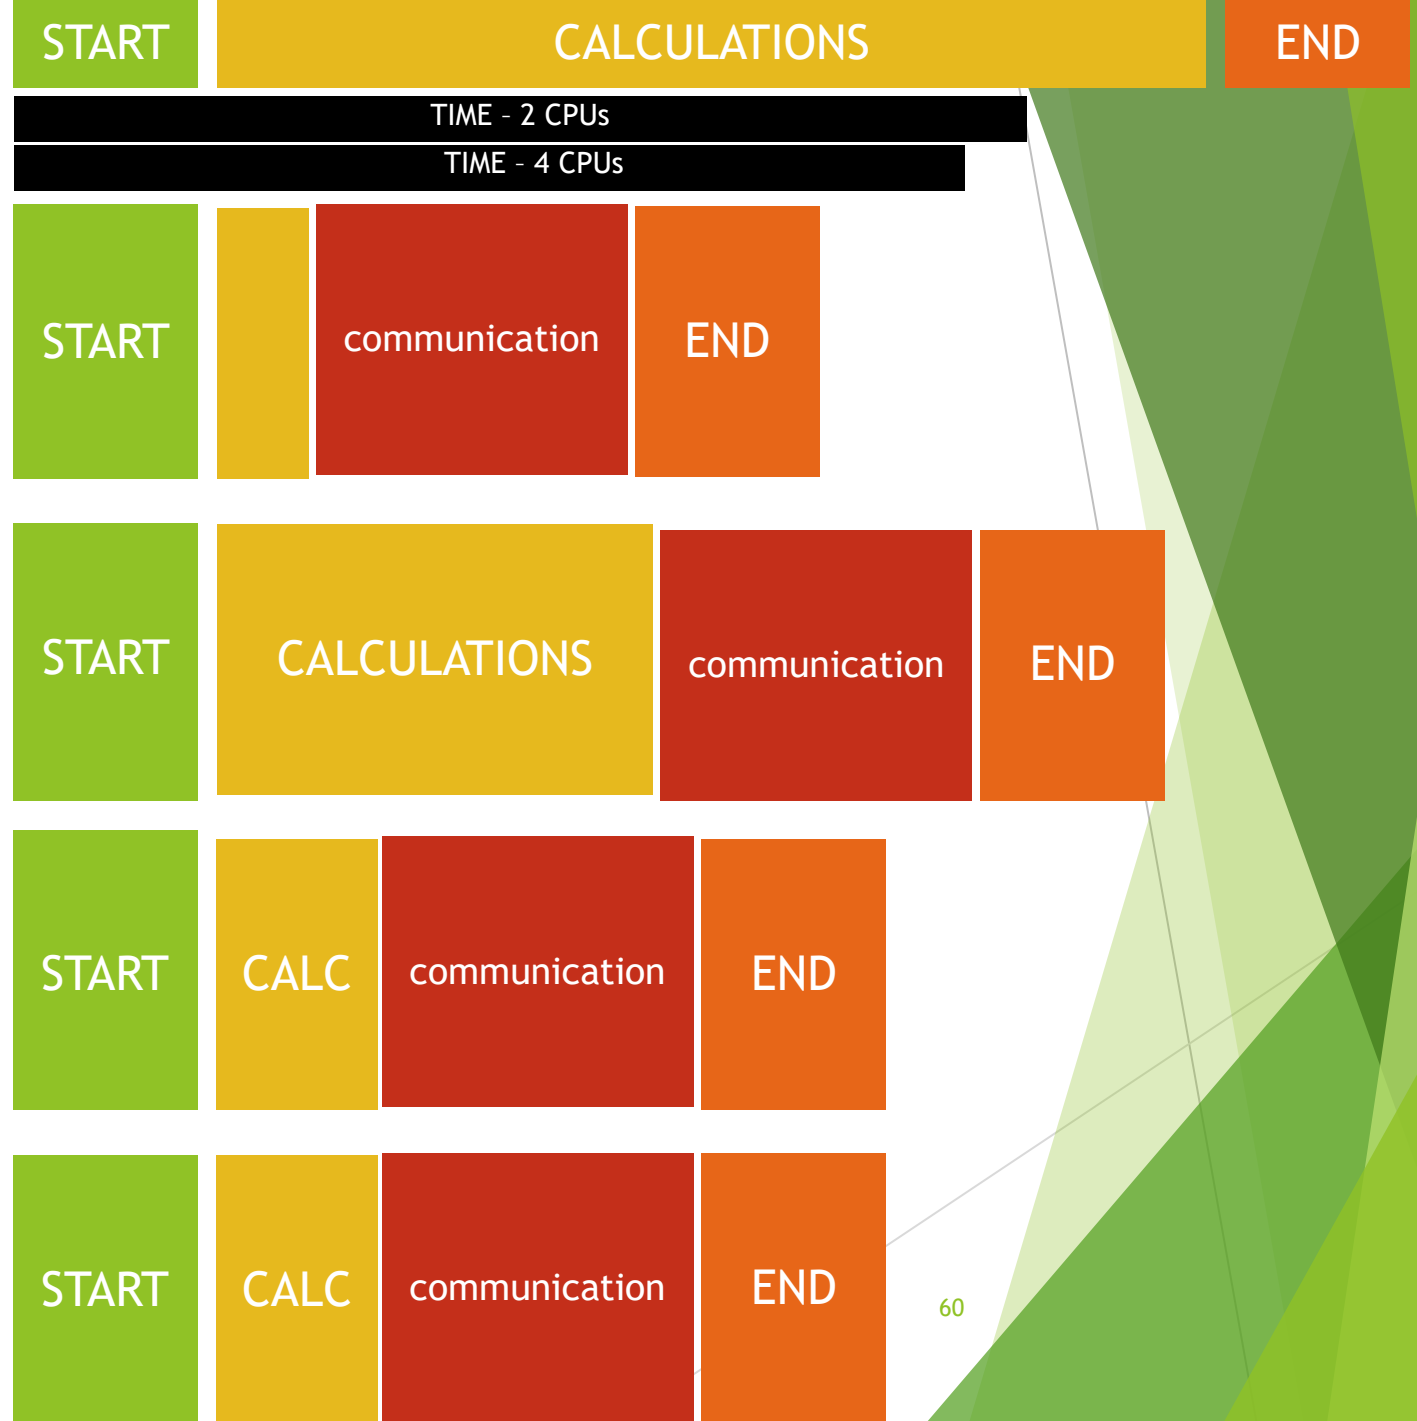 START CALCULATIONS END
TIME – 2 CPUs
TIME – 4 CPUs
START communication END
START CALCULATIONS communication END
START CALC communication END
START CALC communication END
60